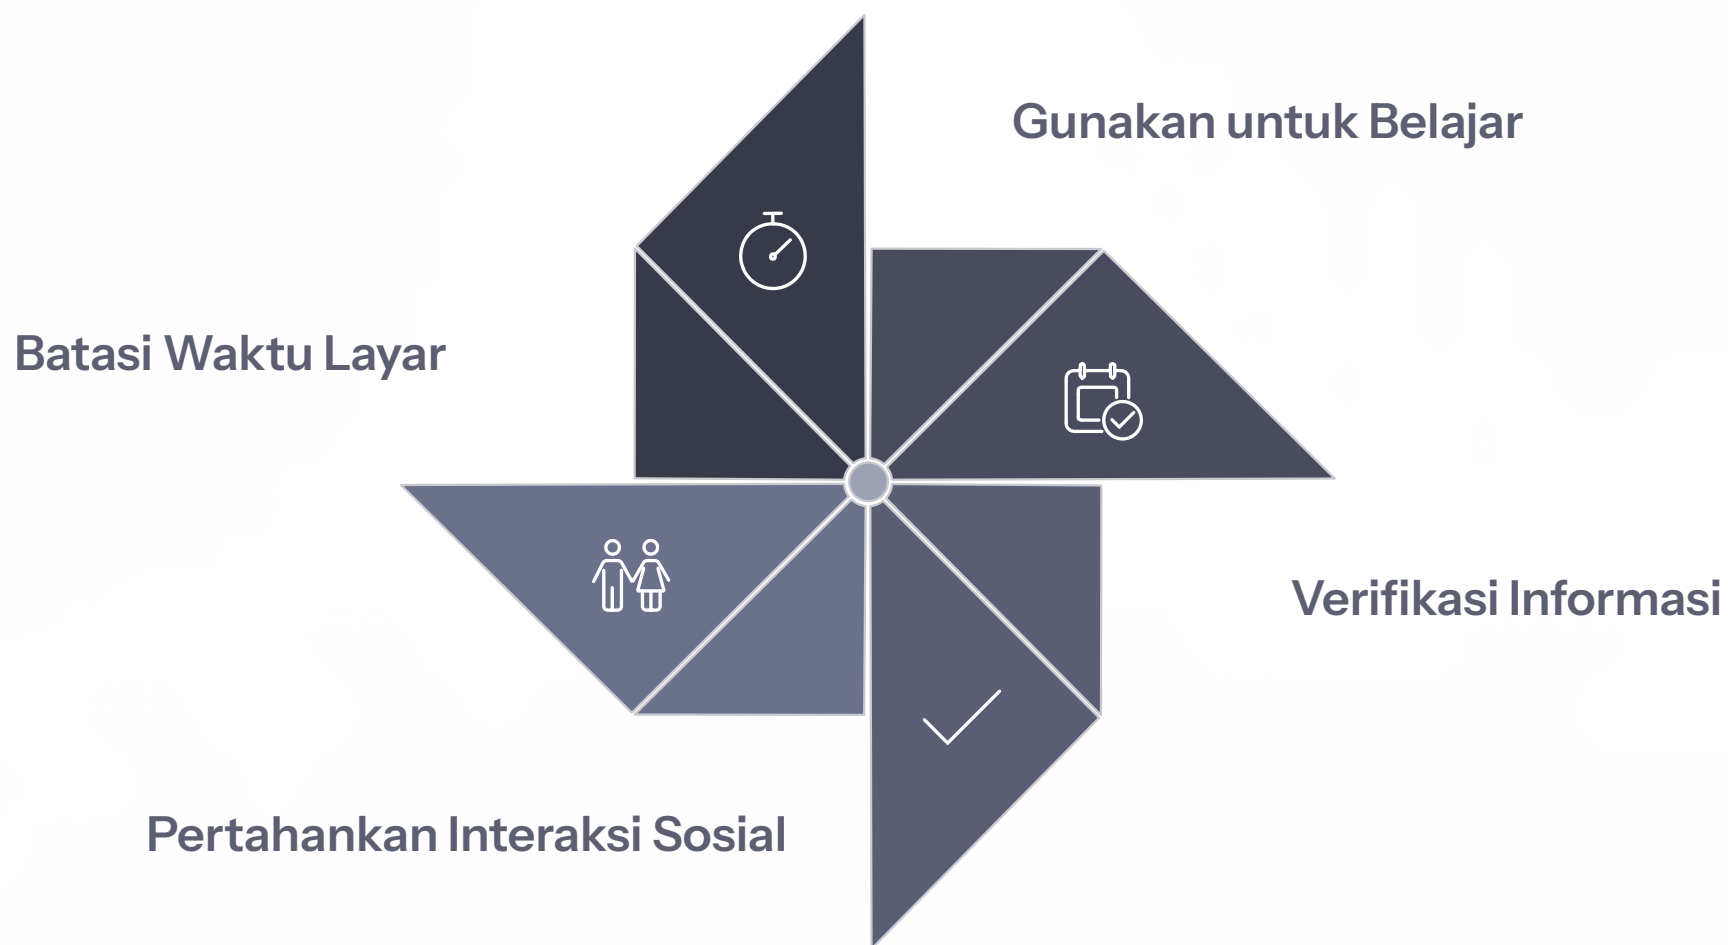 Gunakan untuk Belajar
Batasi Waktu Layar
Verifikasi Informasi
Pertahankan Interaksi Sosial